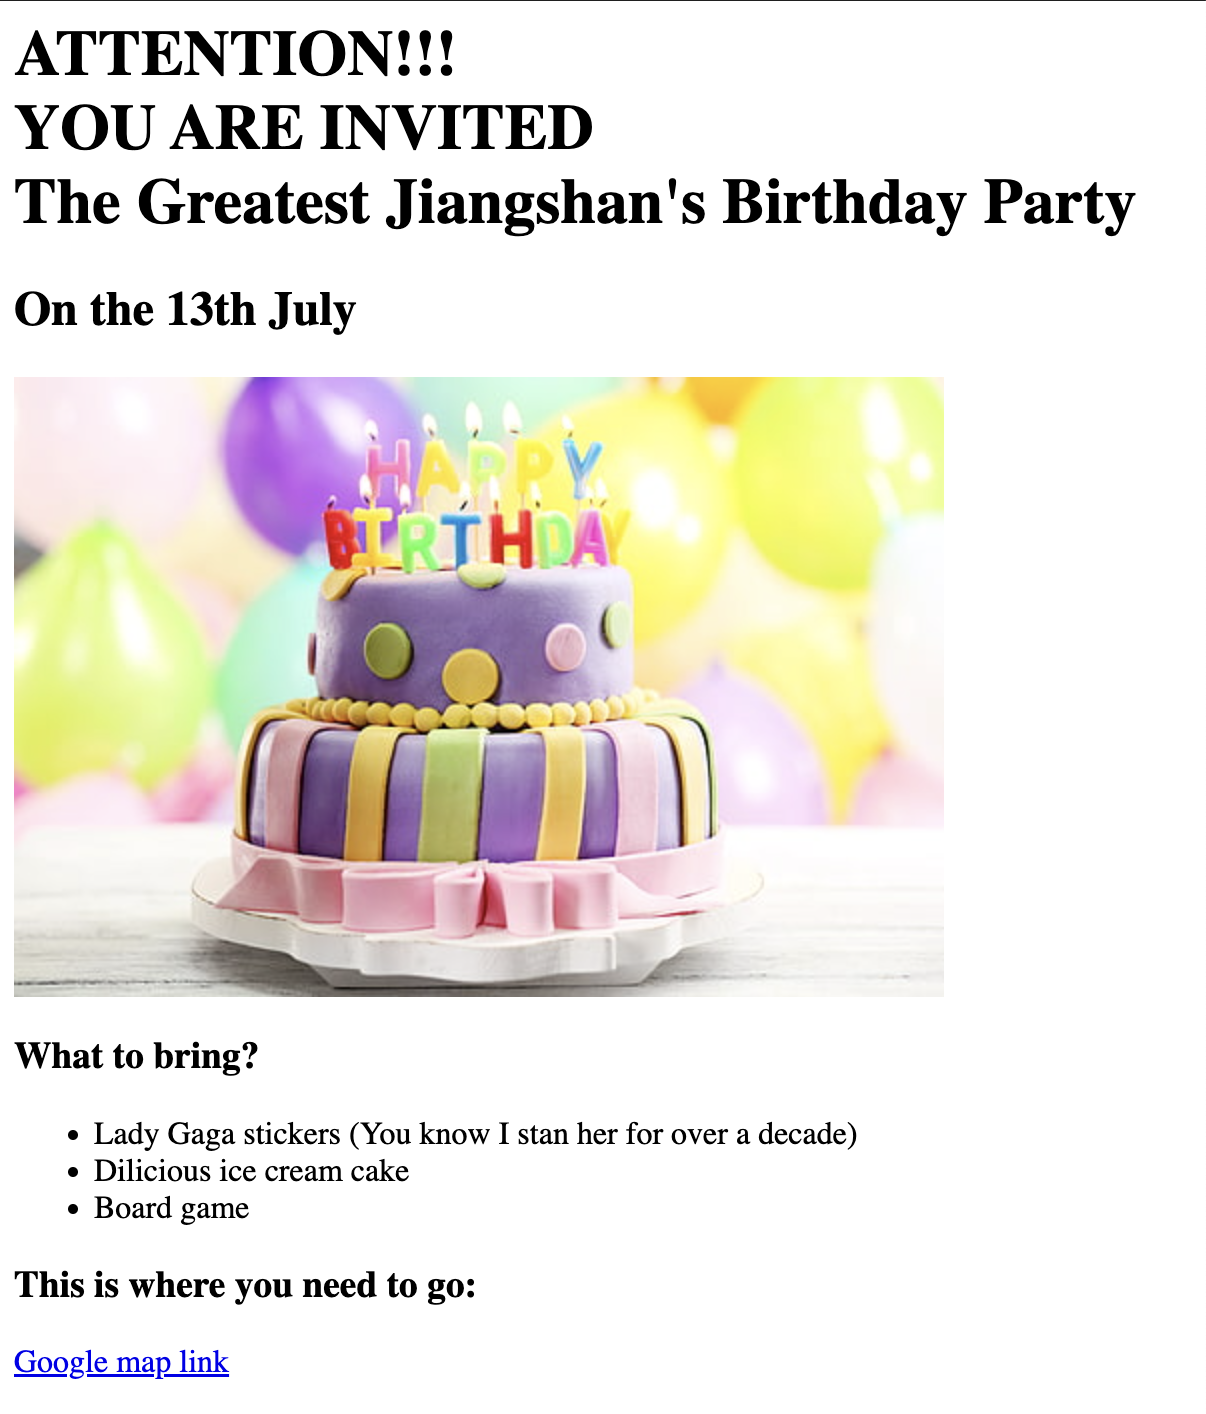 ATTENTION!!!
YOU ARE INVITED
The Greatest Jiangshan's Birthday Party
On the 13th July
HAPPY
BIRTHDAY
What to bring?
Lady Gaga stickers (You know I stan her for over a decade)
Dilicious ice cream cake
Board game
This is where you need to go:
Google map link